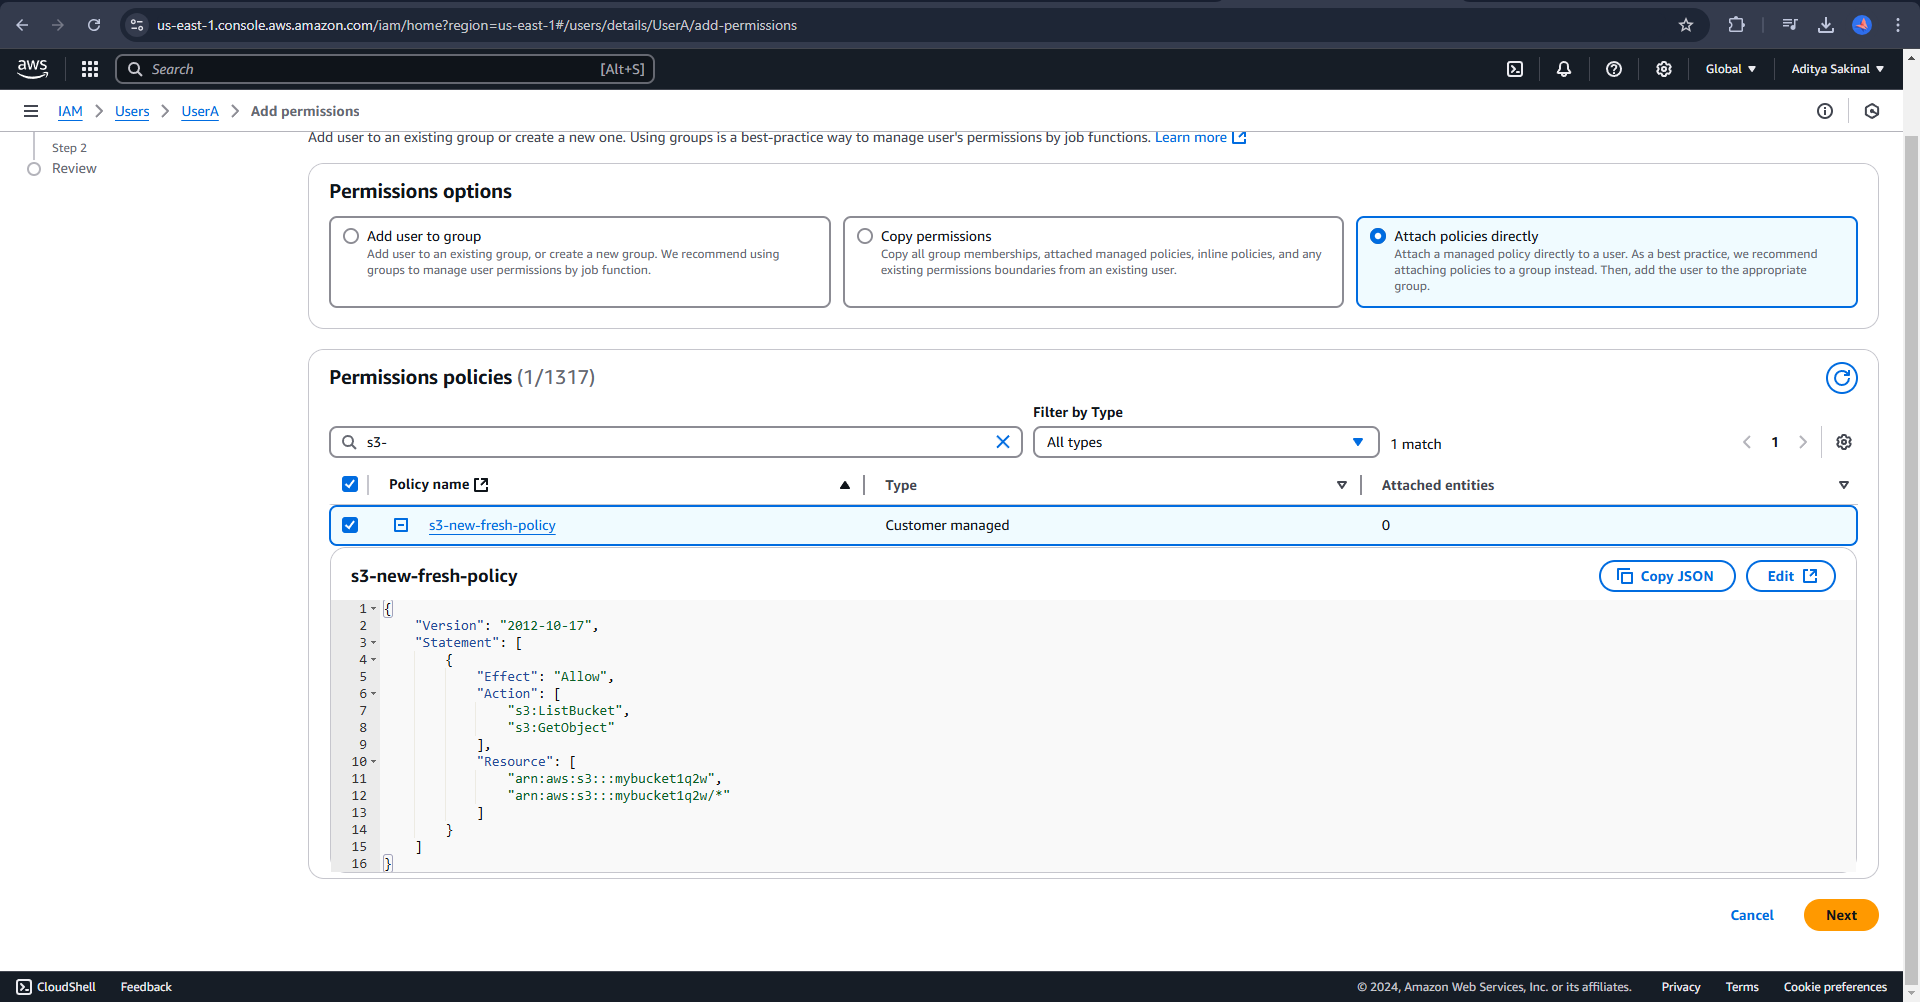 us-east-1.console.aws.amazon.com/iam/home?region=us-east-1#/users/details/UserA/add-permissions
aws
Search
[Alt+S]
Global
Aditya Sakinal
IAM
Users
UserA
Add permissions
Step 2
Review
Add user to an existing group or create a new one. Using groups is a best-practice way to manage user's permissions by job functions. Learn more
Permissions options
Add user to group
Add user to an existing group, or create a new group. We recommend using
groups to manage user permissions by job function.
Copy permissions
Copy all group memberships, attached managed policies, inline policies, and any
existing permissions boundaries from an existing user.
Attach policies directly
Attach a managed policy directly to a user. As a best practice, we recommend
attaching policies to a group instead. Then, add the user to the appropriate
group.
Permissions policies (1/1317)
Filter by Type
s3-
All types
1 match
1
Policy name
Type
Attached entities
s3-new-fresh-policy
Customer managed
0
s3-new-fresh-policy
Copy JSON
Edit
1 {
2 "Version": "2012-10-17",
3 "Statement": [
4 {
5 "Effect": "Allow",
6 "Action": [
7 "s3:ListBucket",
8 "s3:GetObject"
9 ],
10 "Resource": [
11 "arn:aws:s3:::mybucket1q2w",
12 "arn:aws:s3:::mybucket1q2w/*"
13 ]
14 }
15 ]
16 }
Cancel
Next
CloudShell
Feedback
© 2024, Amazon Web Services, Inc. or its affiliates.
Privacy
Terms
Cookie preferences